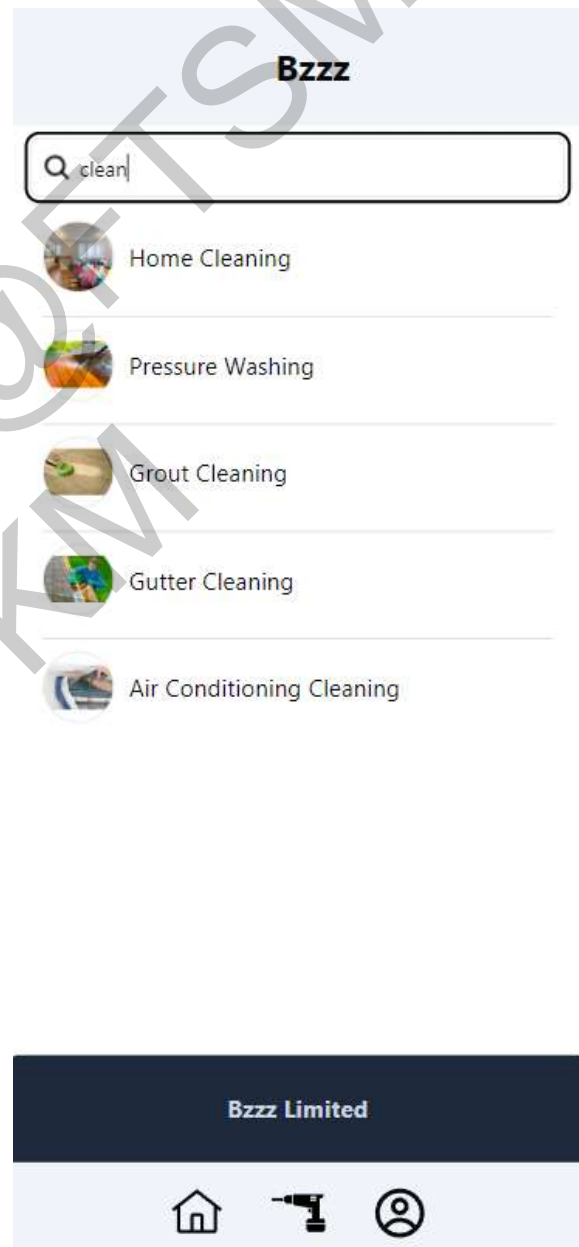 Bzzz
clean
Home Cleaning
Pressure Washing
Grout Cleaning
Gutter Cleaning
Air Conditioning Cleaning
Bzzz Limited